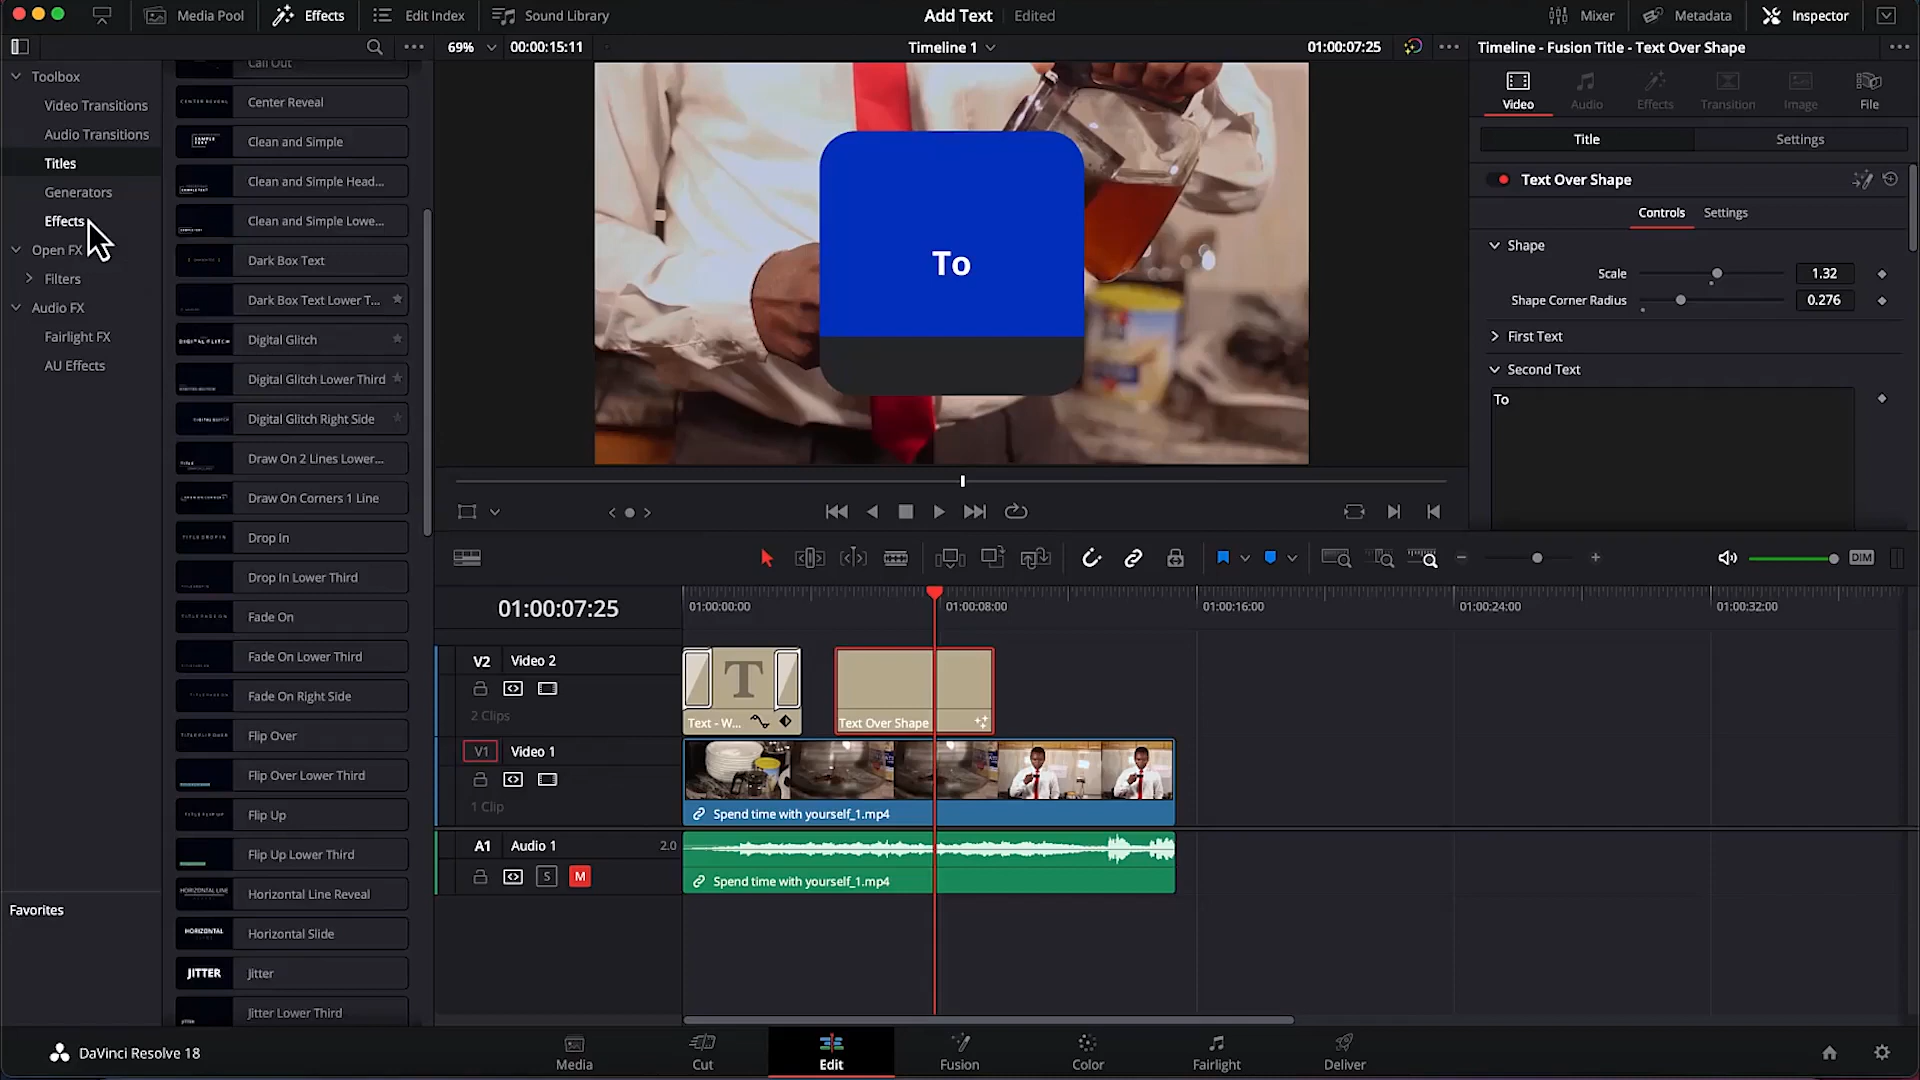 Media Pool
Effects
Edit Index
Sound Library
Add Text
Edited
Mixer
Metadata
Inspector
69%
00:00:15:11
Timeline 1
01:00:07:25
Timeline - Fusion Title - Text Over Shape
Toolbox
Video Transitions
Audio Transitions
Titles
Generators
Effects
Open FX
Filters
Audio FX
Fairlight FX
AU Effects
Favorites
Call Out
Center Reveal
Clean and Simple
Clean and Simple Head...
Clean and Simple Lowe...
Dark Box Text
Dark Box Text Lower T...
Digital Glitch
Digital Glitch Lower Third
Digital Glitch Right Side
Draw On 2 Lines Lower...
Draw On Corners 1 Line
Drop In
Drop In Lower Third
Fade On
Fade On Lower Third
Fade On Right Side
Flip Over
Flip Over Lower Third
Flip Up
Flip Up Lower Third
Horizontal Line Reveal
HORIZONTAL
Horizontal Slide
JITTER
Jitter
Jitter Lower Third
To
Video
Audio
Effects
Transition
Image
File
Title
Settings
Text Over Shape
Controls
Settings
Shape
Scale
1.32
Shape Corner Radius
0.276
First Text
Second Text
To
DIM
01:00:07:25
01:00:00:00
01:00:08:00
01:00:16:00
01:00:24:00
01:00:32:00
V2
Video 2
2 Clips
Text - W...
Text Over Shape
V1
Video 1
1 Clip
Spend time with yourself_1.mp4
A1
Audio 1
2.0
S
M
Spend time with yourself_1.mp4
DaVinci Resolve 18
Media
Cut
Edit
Fusion
Color
Fairlight
Deliver